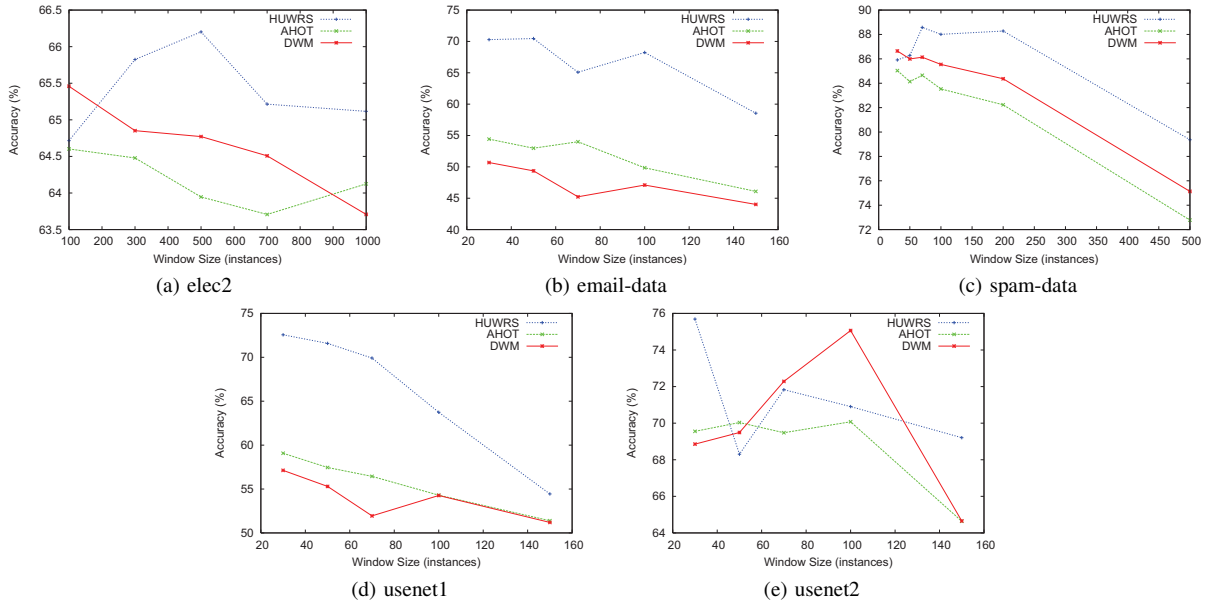 66.5
66
65.5
65
64.5
64
63.5
Accuracy (%)
HUWRS
AHOT
DWM
100 200 300 400 500 600 700 800 900 1000
Window Size (instances)
(a) elec2
75
70
65
60
55
50
45
40
Accuracy (%)
HUWRS
AHOT
DWM
20 40 60 80 100 120 140 160
Window Size (instances)
(b) email-data
90
88
86
84
82
80
78
76
74
72
Accuracy (%)
HUWRS
AHOT
DWM
0 50 100 150 200 250 300 350 400 450 500
Window Size (instances)
(c) spam-data
75
70
65
60
55
50
Accuracy (%)
HUWRS
AHOT
DWM
20 40 60 80 100 120 140 160
Window Size (instances)
(d) usenet1
76
74
72
70
68
66
64
Accuracy (%)
HUWRS
AHOT
DWM
20 40 60 80 100 120 140 160
Window Size (instances)
(e) usenet2